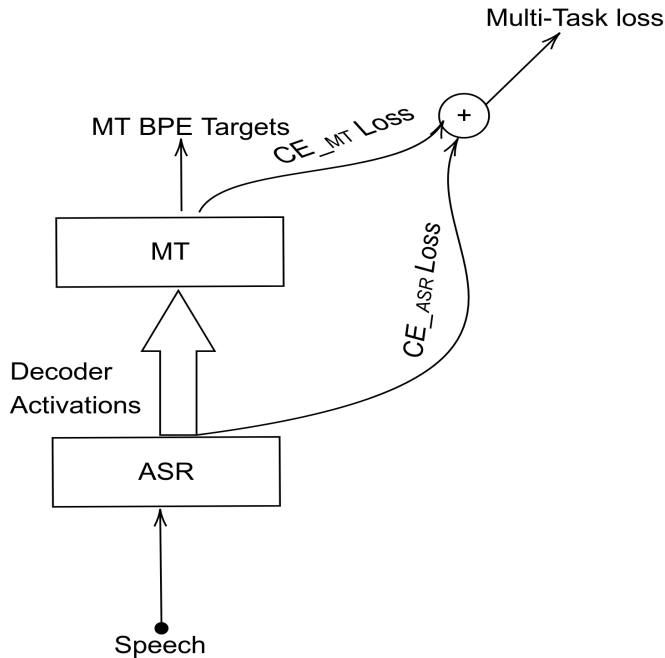 Multi-Task loss
+
MT BPE Targets
CE_MT Loss
MT
CE_ASR Loss
Decoder
Activations
ASR
Speech